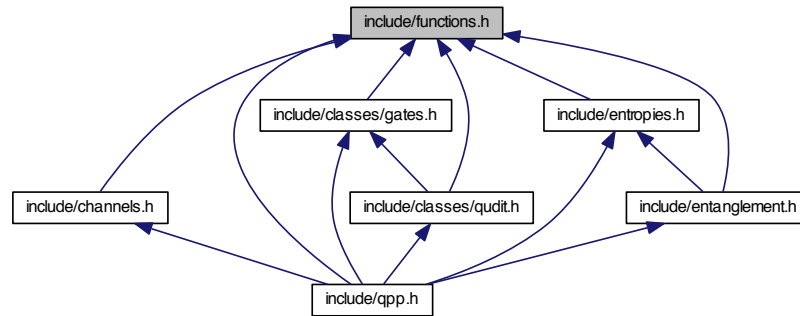 include/functions.h
include/classes/gates.h
include/entropies.h
include/channels.h
include/classes/qudit.h
include/entanglement.h
include/qpp.h